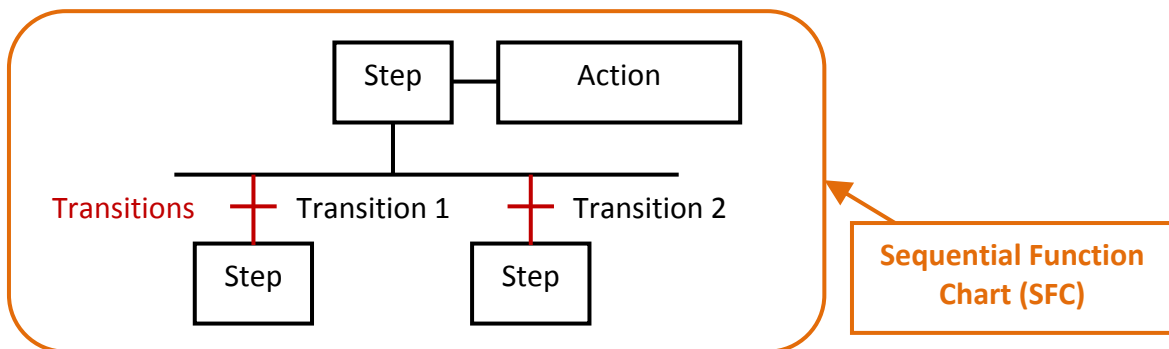 Step
Action
Transitions
Transition 1
Transition 2
Step
Step
Sequential Function
Chart (SFC)